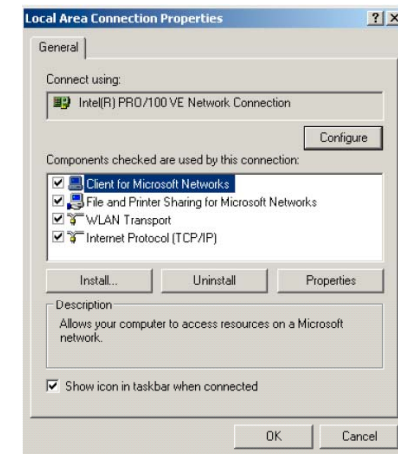 Local Area Connection Properties
General
Connect using:
Intel(R) PRO/100 VE Network Connection
Configure
Components checked are used by this connection:
Client for Microsoft Networks
File and Printer Sharing for Microsoft Networks
WLAN Transport
Internet Protocol (TCP/IP)
Install... Uninstall Properties
Description
Allows your computer to access resources on a Microsoft
network.
Show icon in taskbar when connected
OK Cancel